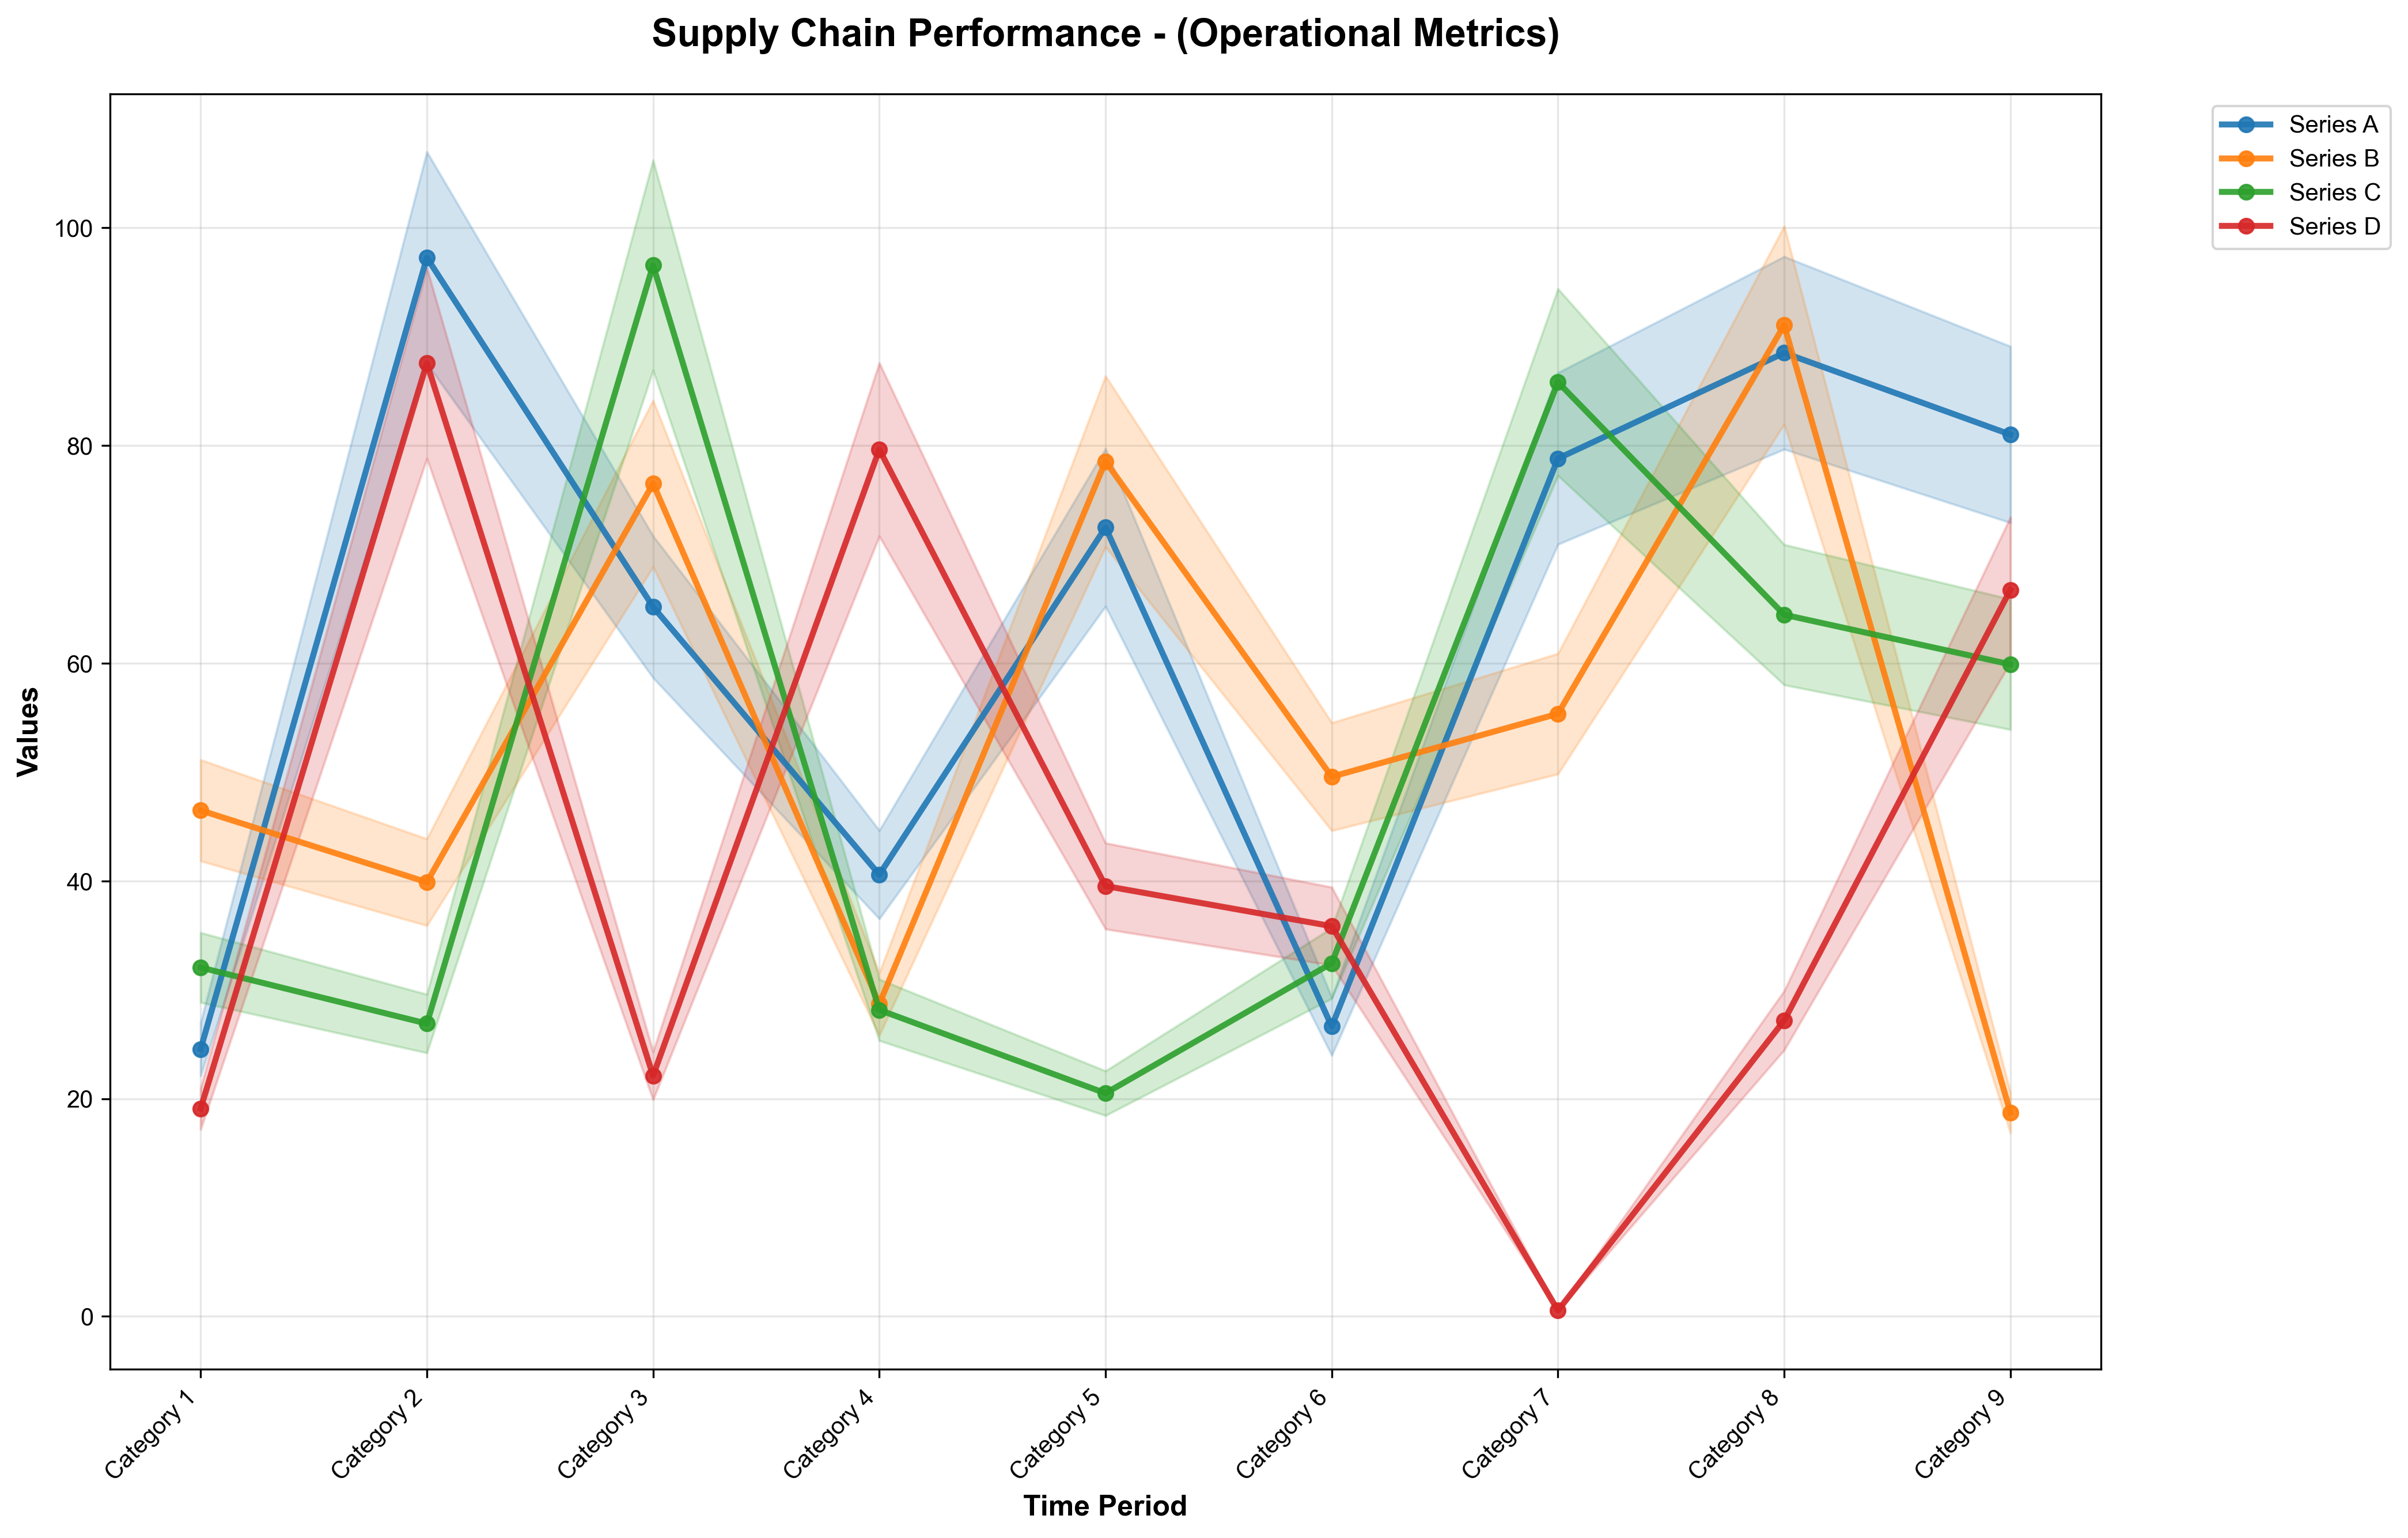 Supply Chain Performance - (Operational Metrics)
Series A
Series B
Series C
Series D
Values
100
80
60
40
20
0
Category 1
Category 2
Category 3
Category 4
Category 5
Category 6
Category 7
Category 8
Category 9
Time Period